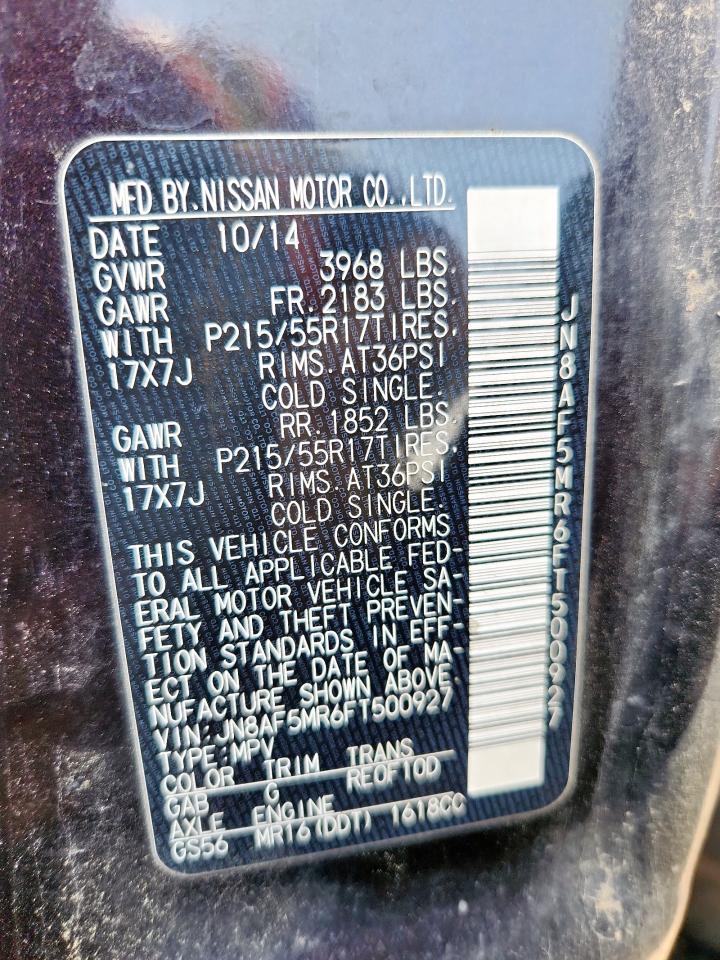 MFD BY.NISSAN MOTOR CO.,LTD.
DATE 10/14
GVWR 3968 LBS.
GAWR FR.2183 LBS.
WITH P215/55R17TIRES.
17X7J RIMS.AT36PSI
COLD SINGLE.
GAWR RR.1852 LBS.
WITH P215/55R17TIRES.
17X7J RIMS.AT36PSI
COLD SINGLE.
THIS VEHICLE CONFORMS
TO ALL APPLICABLE FED-
ERAL MOTOR VEHICLE SA-
FETY AND THEFT PREVEN-
TION STANDARDS IN EFF-
ECT ON THE DATE OF MA-
NUFACTURE SHOWN ABOVE.
VIN:JN8AF5MR6FT500927
TYPE:MPV
COLOR TRIM TRANS
GAB G RE0F10D
AXLE ENGINE
GS56 MR16(DDT) 1618CC
JN8AF5MR6FT500927